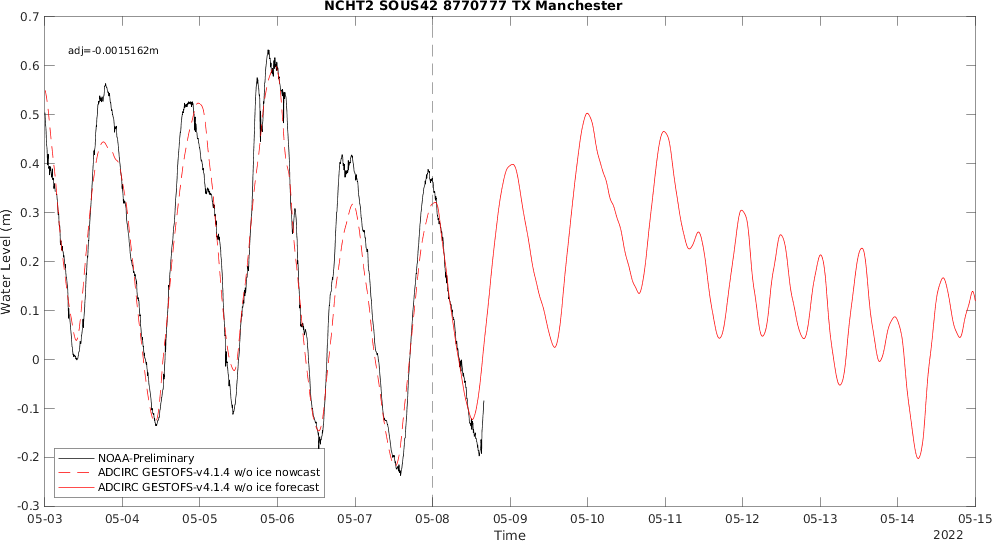 NCHT2 SOUS42 8770777 TX Manchester
adj=-0.0015162m
0.7
0.6
0.5
0.4
0.3
0.2
0.1
0
-0.1
-0.2
-0.3
Water Level (m)
NOAA-Preliminary
ADCIRC GESTOFS-v4.1.4 w/o ice nowcast
ADCIRC GESTOFS-v4.1.4 w/o ice forecast
05-03 05-04 05-05 05-06 05-07 05-08 05-09 05-10 05-11 05-12 05-13 05-14 05-15
Time
2022